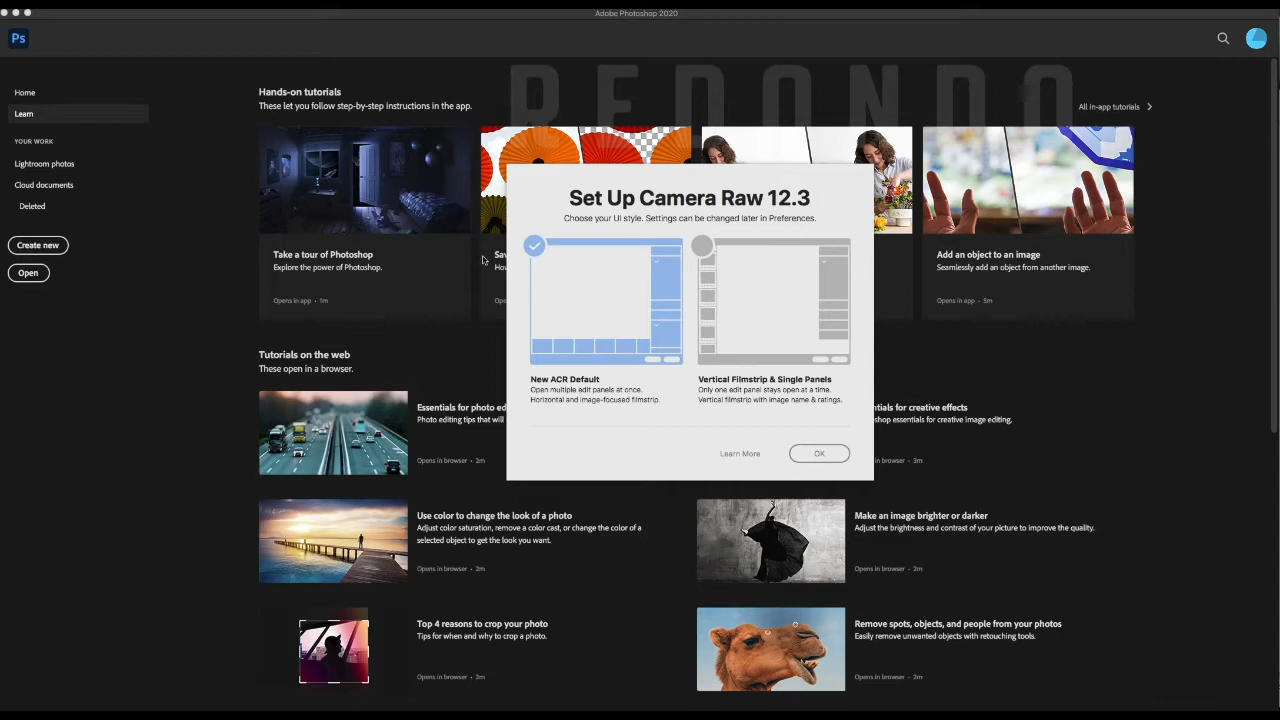 Adobe Photoshop 2020
Ps
REDONDO
Home
Learn
YOUR WORK
Lightroom photos
Cloud documents
Deleted
Create new
Open
Hands-on tutorials
These let you follow step-by-step instructions in the app.
All in-app tutorials
Take a tour of Photoshop
Explore the power of Photoshop.
Opens in app • 1m
Add an object to an image
Seamlessly add an object from another image.
Opens in app • 5m
Set Up Camera Raw 12.3
Choose your UI style. Settings can be changed later in Preferences.
New ACR Default
Open multiple edit panels at once.
Horizontal and image-focused filmstrip.
Vertical Filmstrip & Single Panels
Only one edit panel stays open at a time.
Vertical filmstrip with image name & ratings.
Learn More
OK
Tutorials on the web
These open in a browser.
Essentials for photo ed
Photo editing tips that will
Opens in browser • 2m
ntials for creative effects
shop essentials for creative image editing.
in browser • 3m
Use color to change the look of a photo
Adjust color saturation, remove a color cast, or change the color of a
selected object to get the look you want.
Opens in browser • 2m
Make an image brighter or darker
Adjust the brightness and contrast of your picture to improve the quality.
Opens in browser • 2m
Top 4 reasons to crop your photo
Tips for when and why to crop a photo.
Opens in browser • 3m
Remove spots, objects, and people from your photos
Easily remove unwanted objects with retouching tools.
Opens in browser • 2m